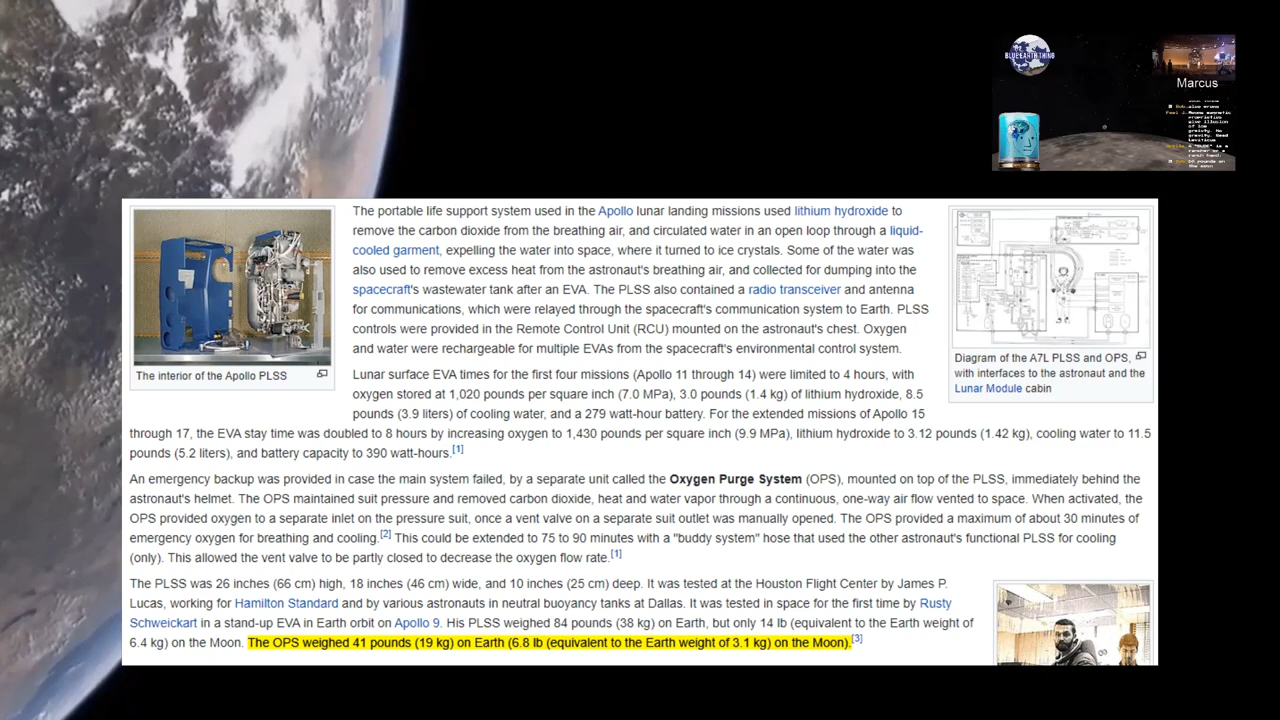 BLUE EARTH THING
Marcus
The portable life support system used in the Apollo lunar landing missions used lithium hydroxide to
remove the carbon dioxide from the breathing air, and circulated water in an open loop through a liquid-
cooled garment, expelling the water into space, where it turned to ice crystals. Some of the water was
also used to remove excess heat from the astronaut's breathing air, and collected for dumping into the
spacecraft's wastewater tank after an EVA. The PLSS also contained a radio transceiver and antenna
for communications, which were relayed through the spacecraft's communication system to Earth. PLSS
controls were provided in the Remote Control Unit (RCU) mounted on the astronaut's chest. Oxygen
and water were rechargeable for multiple EVAs from the spacecraft's environmental control system.
The interior of the Apollo PLSS
Diagram of the A7L PLSS and OPS,
with interfaces to the astronaut and the
Lunar Module cabin
Lunar surface EVA times for the first four missions (Apollo 11 through 14) were limited to 4 hours, with
oxygen stored at 1,020 pounds per square inch (7.0 MPa), 3.0 pounds (1.4 kg) of lithium hydroxide, 8.5
pounds (3.9 liters) of cooling water, and a 279 watt-hour battery. For the extended missions of Apollo 15
through 17, the EVA stay time was doubled to 8 hours by increasing oxygen to 1,430 pounds per square inch (9.9 MPa), lithium hydroxide to 3.12 pounds (1.42 kg), cooling water to 11.5
pounds (5.2 liters), and battery capacity to 390 watt-hours.[1]
An emergency backup was provided in case the main system failed, by a separate unit called the Oxygen Purge System (OPS), mounted on top of the PLSS, immediately behind the
astronaut's helmet. The OPS maintained suit pressure and removed carbon dioxide, heat and water vapor through a continuous, one-way air flow vented to space. When activated, the
OPS provided oxygen to a separate inlet on the pressure suit, once a vent valve on a separate suit outlet was manually opened. The OPS provided a maximum of about 30 minutes of
emergency oxygen for breathing and cooling.[2] This could be extended to 75 to 90 minutes with a "buddy system" hose that used the other astronaut's functional PLSS for cooling
(only). This allowed the vent valve to be partly closed to decrease the oxygen flow rate.[1]
The PLSS was 26 inches (66 cm) high, 18 inches (46 cm) wide, and 10 inches (25 cm) deep. It was tested at the Houston Flight Center by James P.
Lucas, working for Hamilton Standard and by various astronauts in neutral buoyancy tanks at Dallas. It was tested in space for the first time by Rusty
Schweickart in a stand-up EVA in Earth orbit on Apollo 9. His PLSS weighed 84 pounds (38 kg) on Earth, but only 14 lb (equivalent to the Earth weight of
6.4 kg) on the Moon. The OPS weighed 41 pounds (19 kg) on Earth (6.8 lb (equivalent to the Earth weight of 3.1 kg) on the Moon).[3]